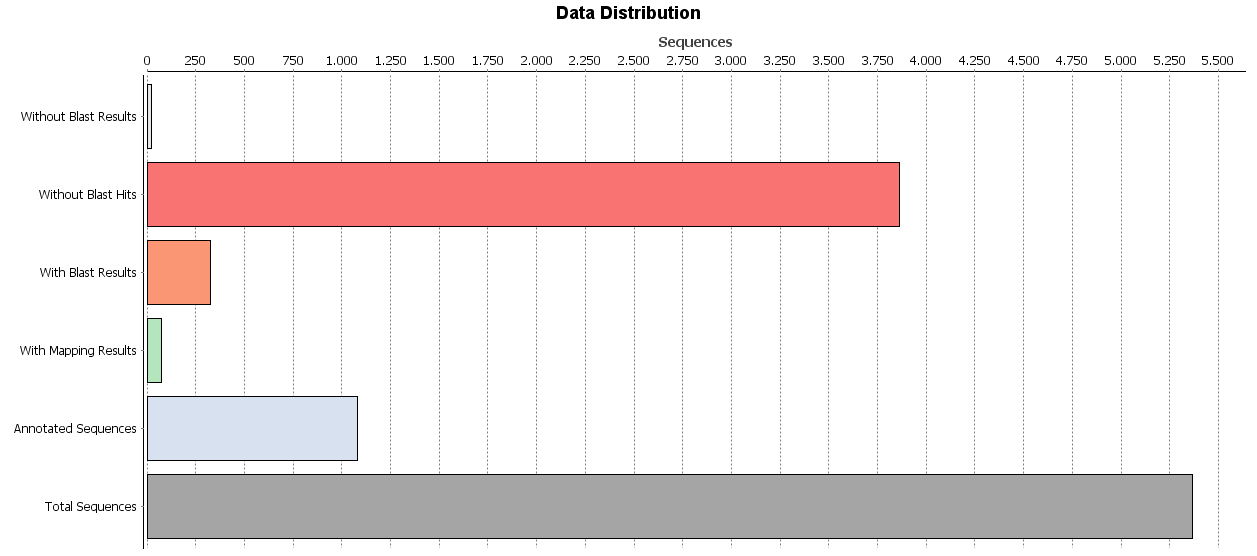 Data Distribution
Sequences
0 250 500 750 1.000 1.250 1.500 1.750 2.000 2.250 2.500 2.750 3.000 3.250 3.500 3.750 4.000 4.250 4.500 4.750 5.000 5.250 5.500
Without Blast Results
Without Blast Hits
With Blast Results
With Mapping Results
Annotated Sequences
Total Sequences